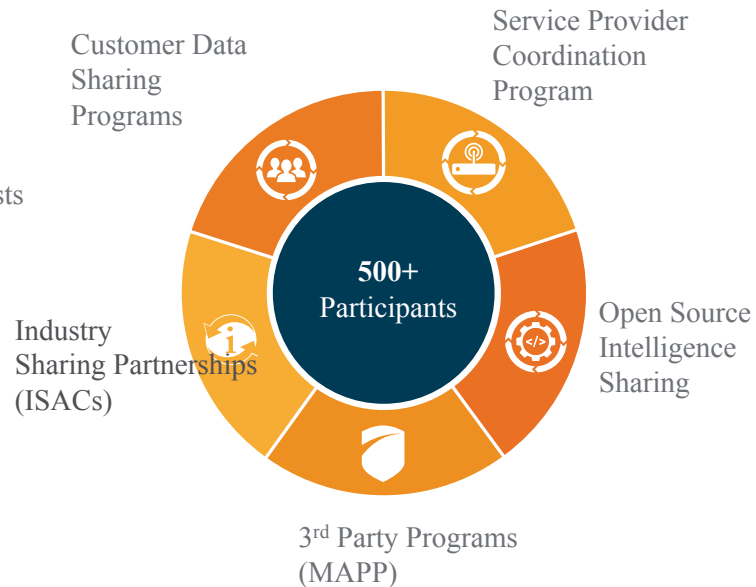 Service Provider
Coordination
Program
Customer Data
Sharing
Programs
500+
Participants
Open Source
Intelligence
Sharing
</>
Industry
Sharing Partnerships
(ISACs)
i
3rd Party Programs
(MAPP)